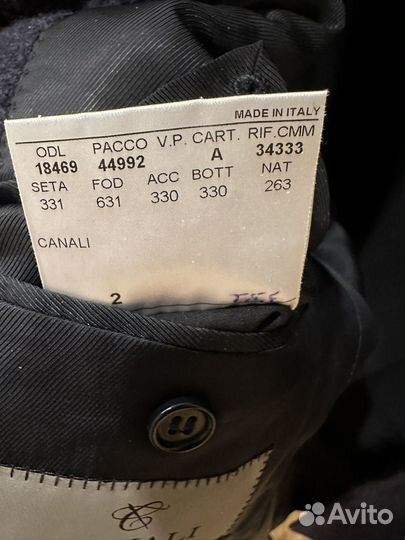 MADE IN ITALY
ODL PACCO V.P. CART. RIF.CMM
18469 44992 A 34333
SETA FOD ACC BOTT NAT
331 631 330 330 263
CANALI
2
Avito